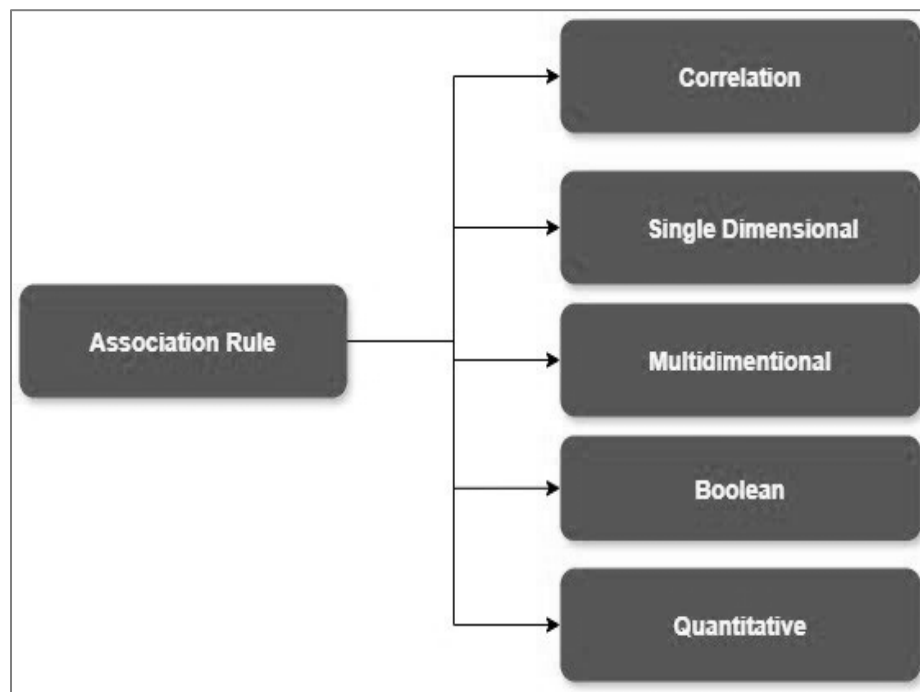 Correlation
Single Dimensional
Association Rule
Multidimentional
Boolean
Quantitative